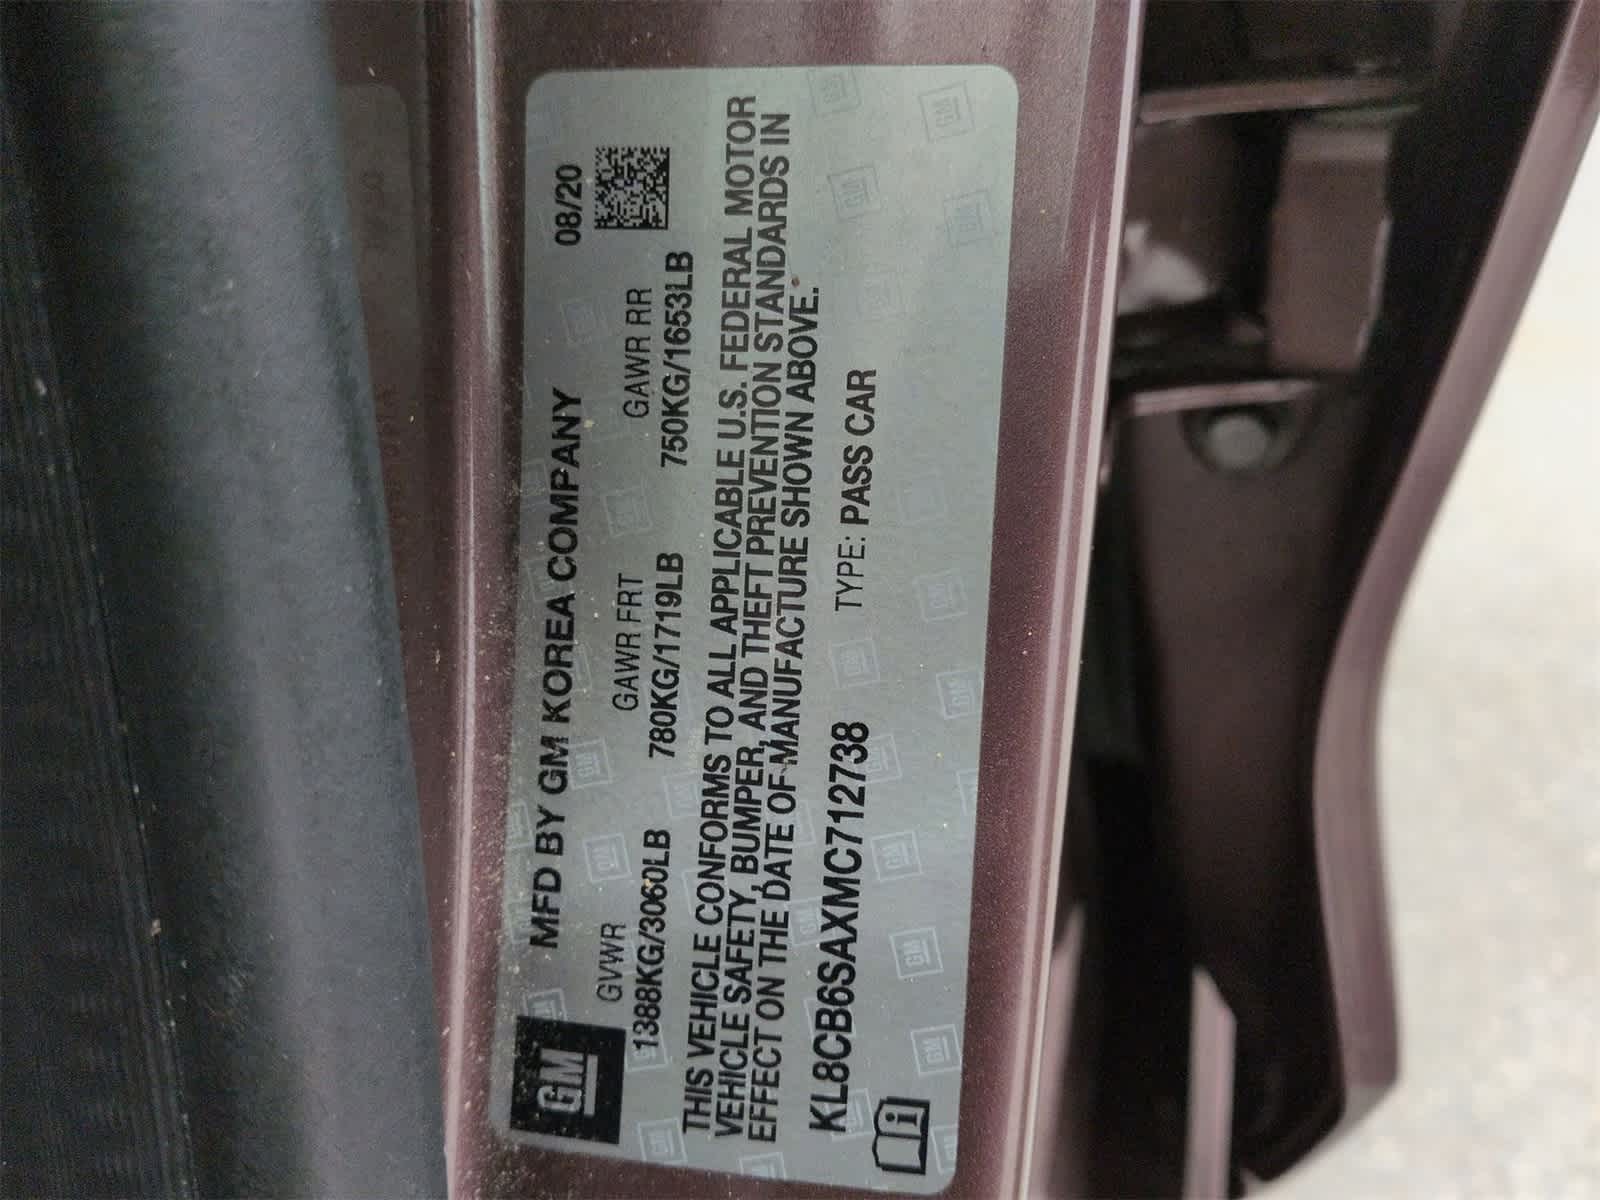 GM
MFD BY GM KOREA COMPANY 08/20
GVWR GAWR FRT GAWR RR
1388KG/3060LB 780KG/1719LB 750KG/1653LB
THIS VEHICLE CONFORMS TO ALL APPLICABLE U.S. FEDERAL MOTOR
VEHICLE SAFETY, BUMPER, AND THEFT PREVENTION STANDARDS IN
EFFECT ON THE DATE OF MANUFACTURE SHOWN ABOVE.
KL8CB6SAXMC712738 TYPE: PASS CAR